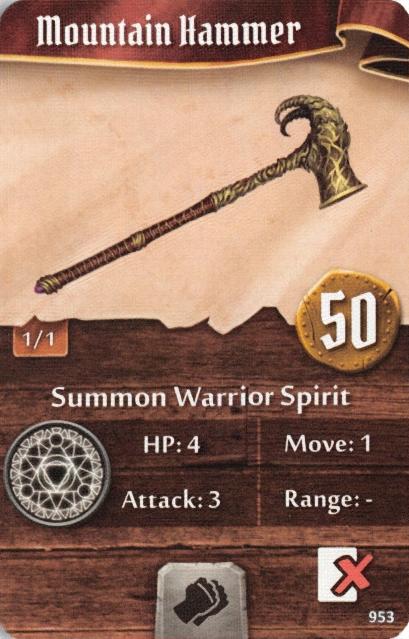 Mountain Hammer
1/1
50
Summon Warrior Spirit
HP: 4
Move: 1
Attack: 3
Range: -
953